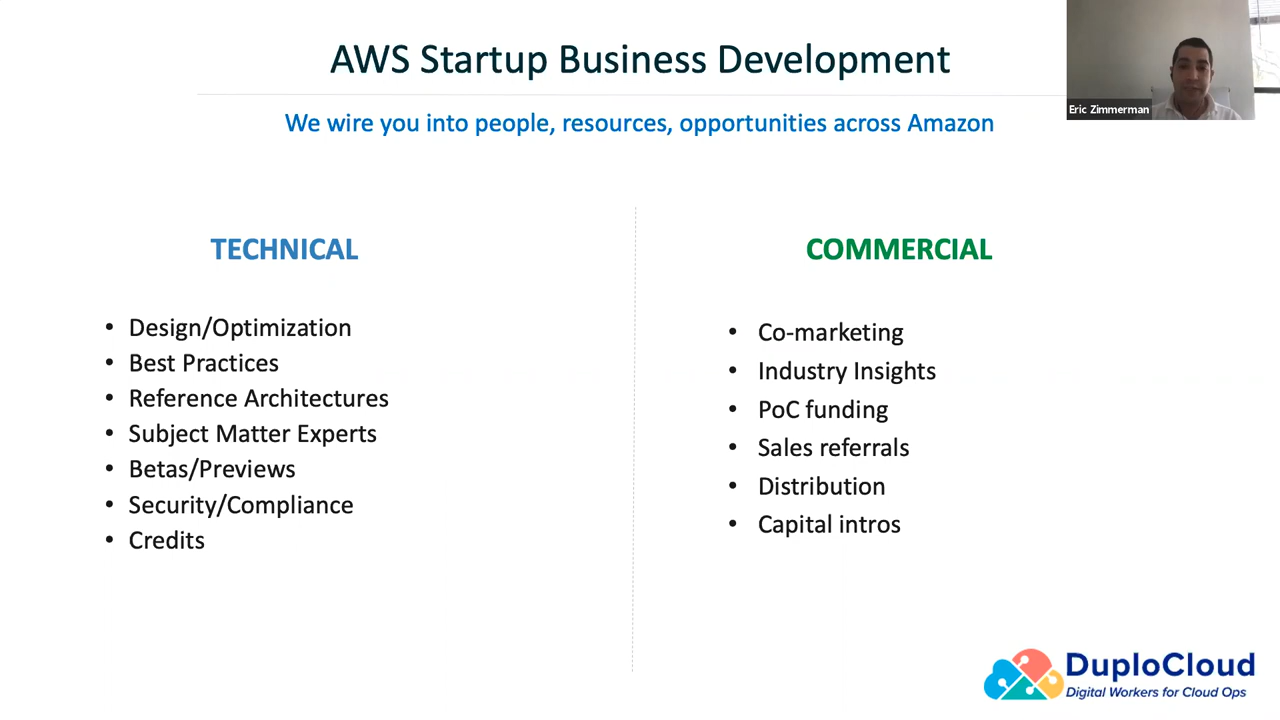 AWS Startup Business Development
We wire you into people, resources, opportunities across Amazon
Eric Zimmerman
TECHNICAL
• Design/Optimization
• Best Practices
• Reference Architectures
• Subject Matter Experts
• Betas/Previews
• Security/Compliance
• Credits
COMMERCIAL
• Co-marketing
• Industry Insights
• PoC funding
• Sales referrals
• Distribution
• Capital intros
DuploCloud
Digital Workers for Cloud Ops